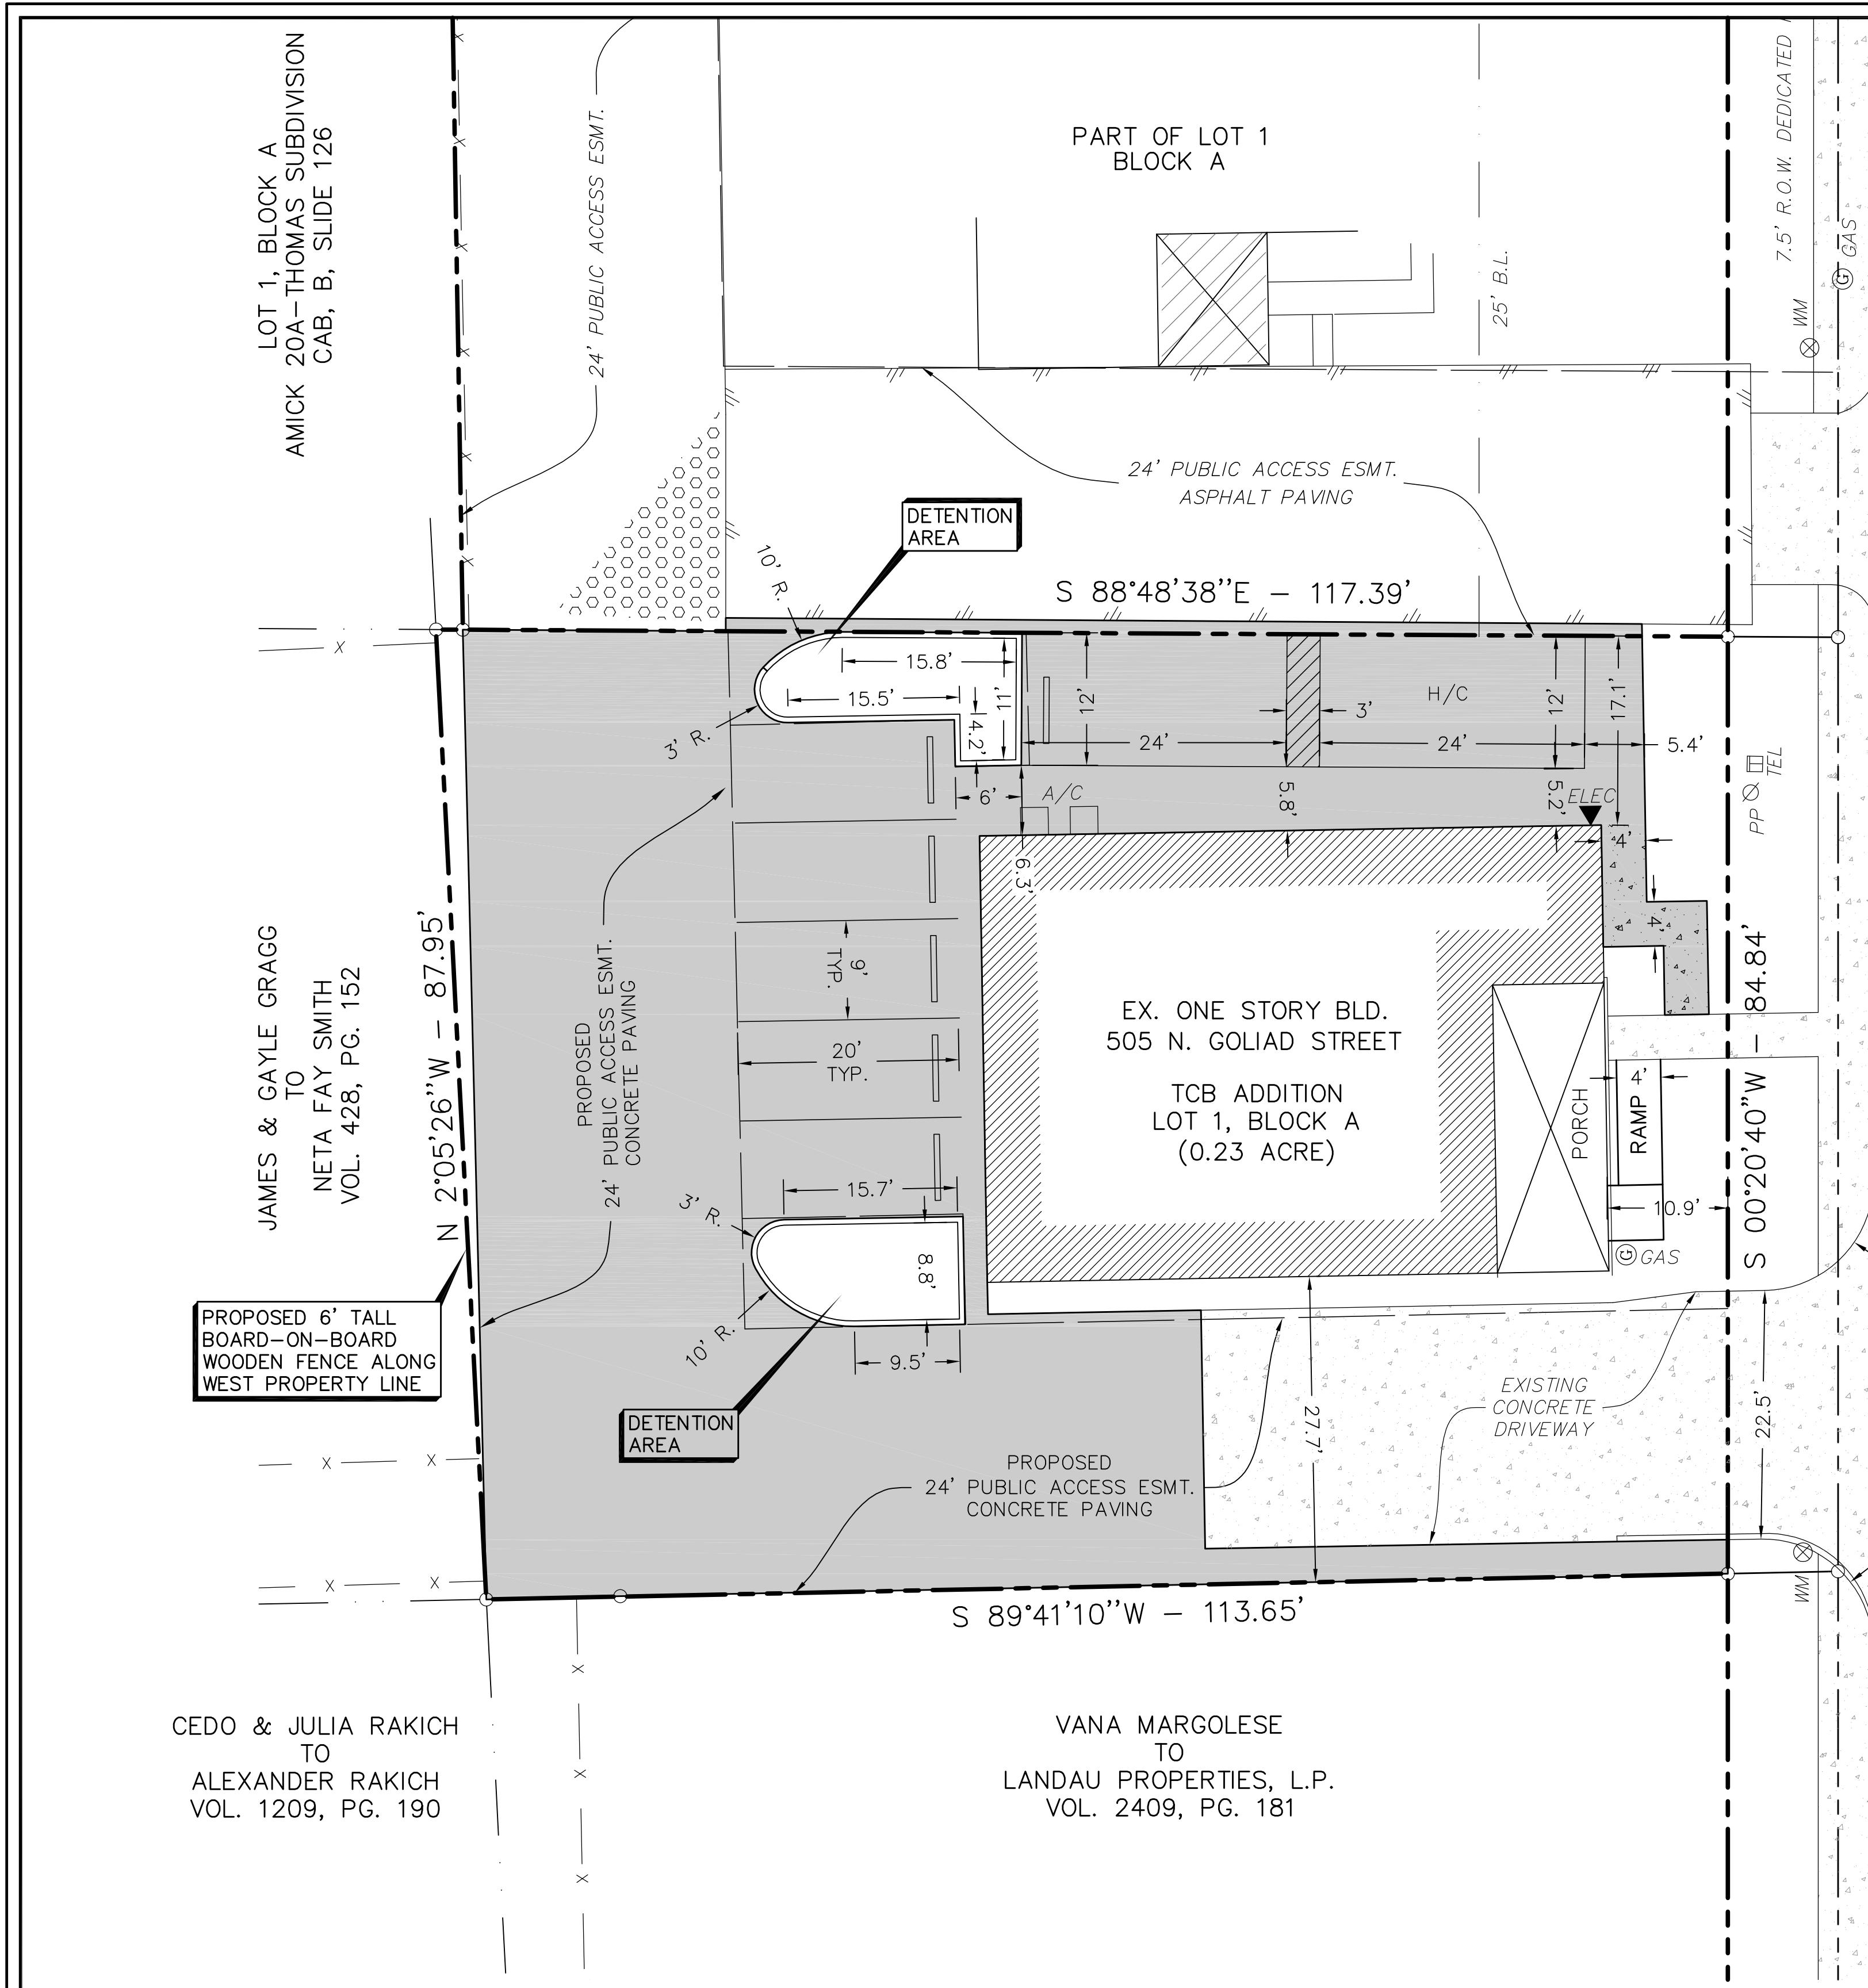 LOT 1, BLOCK A
AMICK 20A-THOMAS SUBDIVISION
CAB, B, SLIDE 126
24' PUBLIC ACCESS ESMT.
PART OF LOT 1
BLOCK A
25' B.L.
7.5' R.O.W. DEDICATED
WM
G GAS
24' PUBLIC ACCESS ESMT.
ASPHALT PAVING
DETENTION
AREA
10' R.
S 88°48'38"E - 117.39'
15.8'
15.5'
11'
4.2'
3' R.
12'
24'
3'
H/C
24'
12'
17.1'
5.4'
6'
A/C
5.8'
5.2'
ELEC
4'
6.3'
4'
PP
TEL
JAMES & GAYLE GRAGG
TO
NETA FAY SMITH
VOL. 428, PG. 152
N 2°05'26"W - 87.95'
PROPOSED
24' PUBLIC ACCESS ESMT.
CONCRETE PAVING
9'
TYP.
20'
TYP.
EX. ONE STORY BLD.
505 N. GOLIAD STREET
TCB ADDITION
LOT 1, BLOCK A
(0.23 ACRE)
PORCH
RAMP
4'
10.9'
S 00°20'40"W - 84.84'
G GAS
15.7'
3' R.
8.8'
10' R.
9.5'
PROPOSED 6' TALL
BOARD-ON-BOARD
WOODEN FENCE ALONG
WEST PROPERTY LINE
DETENTION
AREA
27.7'
EXISTING
CONCRETE
DRIVEWAY
22.5'
PROPOSED
24' PUBLIC ACCESS ESMT.
CONCRETE PAVING
WM
S 89°41'10"W - 113.65'
CEDO & JULIA RAKICH
TO
ALEXANDER RAKICH
VOL. 1209, PG. 190
VANA MARGOLESE
TO
LANDAU PROPERTIES, L.P.
VOL. 2409, PG. 181